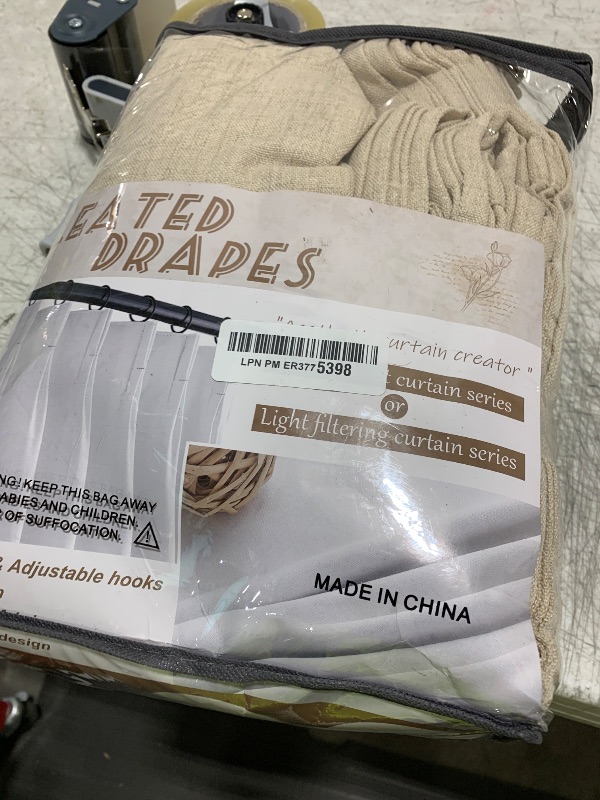 EATED
DRAPES
curtain creator "
LPN PM ER3775398
curtain series
or
Light filtering curtain series
NG! KEEP THIS BAG AWAY
ABIES AND CHILDREN.
OF SUFFOCATION.
& Adjustable hooks
MADE IN CHINA
design